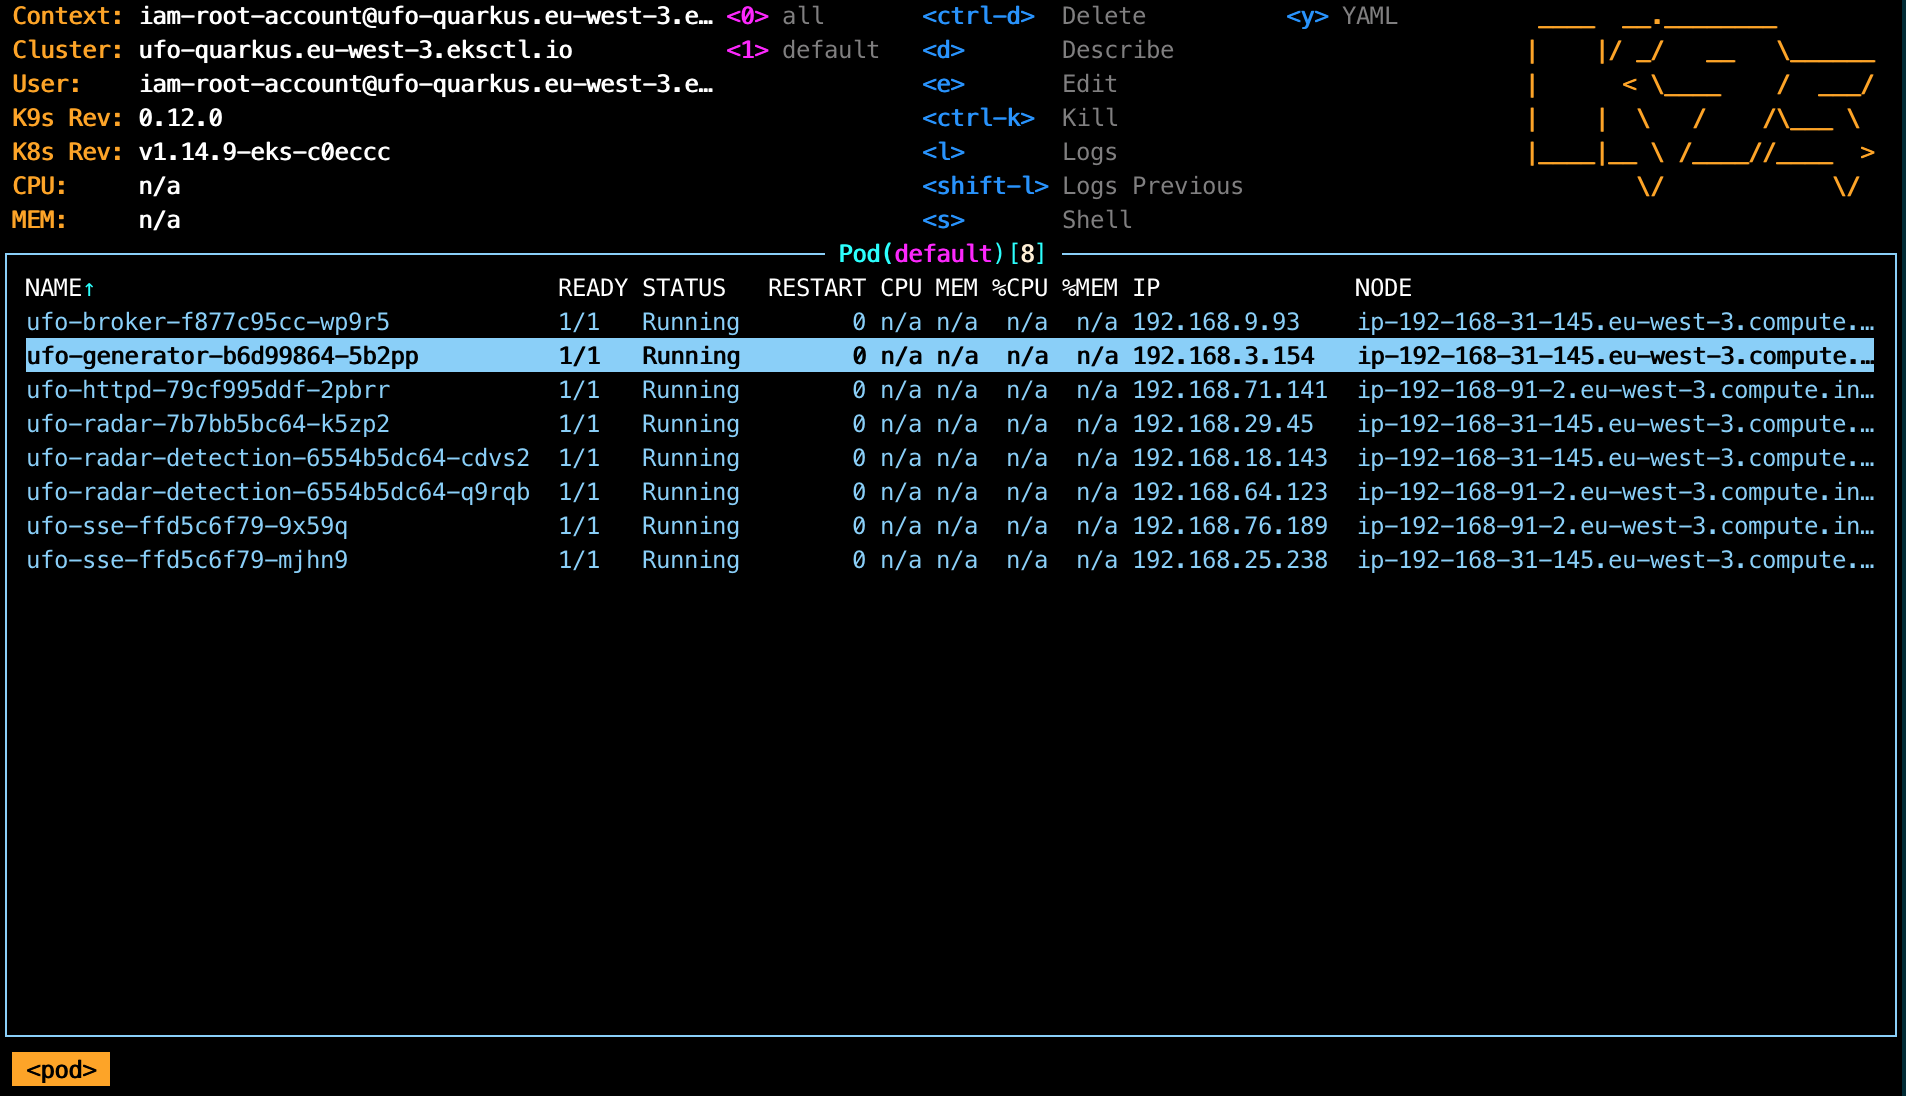 Context: iam-root-account@ufo-quarkus.eu-west-3.e… <0> all <ctrl-d> Delete <y> YAML
Cluster: ufo-quarkus.eu-west-3.eksctl.io <1> default <d> Describe
User: iam-root-account@ufo-quarkus.eu-west-3.e… <e> Edit
K9s Rev: 0.12.0 <ctrl-k> Kill
K8s Rev: v1.14.9-eks-c0eccc <l> Logs
CPU: n/a <shift-l> Logs Previous
MEM: n/a <s> Shell
Pod(default)[8]
NAME↑ READY STATUS RESTART CPU MEM %CPU %MEM IP NODE
ufo-broker-f877c95cc-wp9r5 1/1 Running 0 n/a n/a n/a n/a 192.168.9.93 ip-192-168-31-145.eu-west-3.compute.…
ufo-generator-b6d99864-5b2pp 1/1 Running 0 n/a n/a n/a n/a 192.168.3.154 ip-192-168-31-145.eu-west-3.compute.…
ufo-httpd-79cf995ddf-2pbrr 1/1 Running 0 n/a n/a n/a n/a 192.168.71.141 ip-192-168-91-2.eu-west-3.compute.in…
ufo-radar-7b7bb5bc64-k5zp2 1/1 Running 0 n/a n/a n/a n/a 192.168.29.45 ip-192-168-31-145.eu-west-3.compute.…
ufo-radar-detection-6554b5dc64-cdvs2 1/1 Running 0 n/a n/a n/a n/a 192.168.18.143 ip-192-168-31-145.eu-west-3.compute.…
ufo-radar-detection-6554b5dc64-q9rqb 1/1 Running 0 n/a n/a n/a n/a 192.168.64.123 ip-192-168-91-2.eu-west-3.compute.in…
ufo-sse-ffd5c6f79-9x59q 1/1 Running 0 n/a n/a n/a n/a 192.168.76.189 ip-192-168-91-2.eu-west-3.compute.in…
ufo-sse-ffd5c6f79-mjhn9 1/1 Running 0 n/a n/a n/a n/a 192.168.25.238 ip-192-168-31-145.eu-west-3.compute.…
<pod>